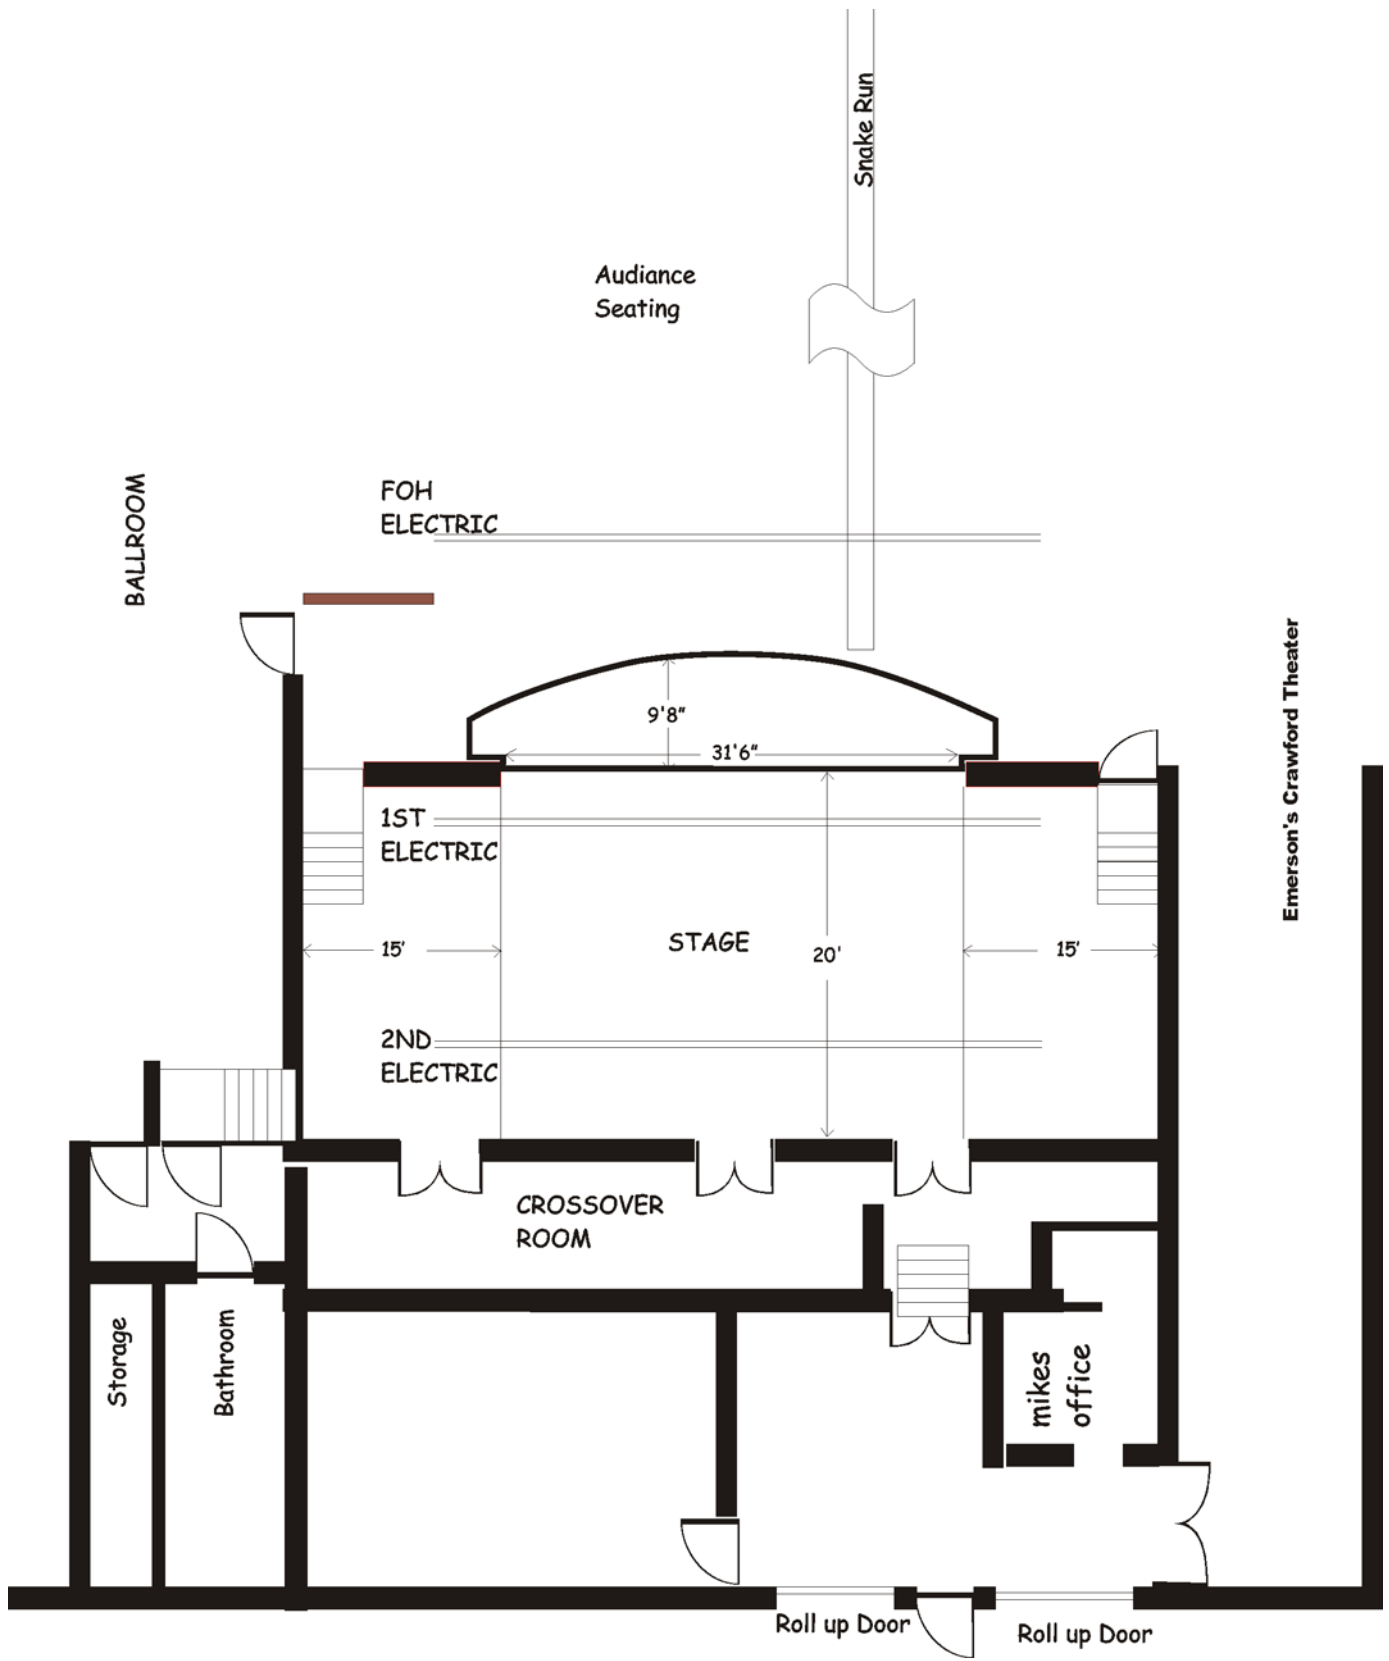 Snake Run
Audiance
Seating
BALLROOM
FOH
ELECTRIC
Emerson's Crawford Theater
9'8"
31'6"
1ST
ELECTRIC
STAGE
15'
20'
15'
2ND
ELECTRIC
CROSSOVER
ROOM
Storage
Bathroom
mikes
office
Roll up Door
Roll up Door